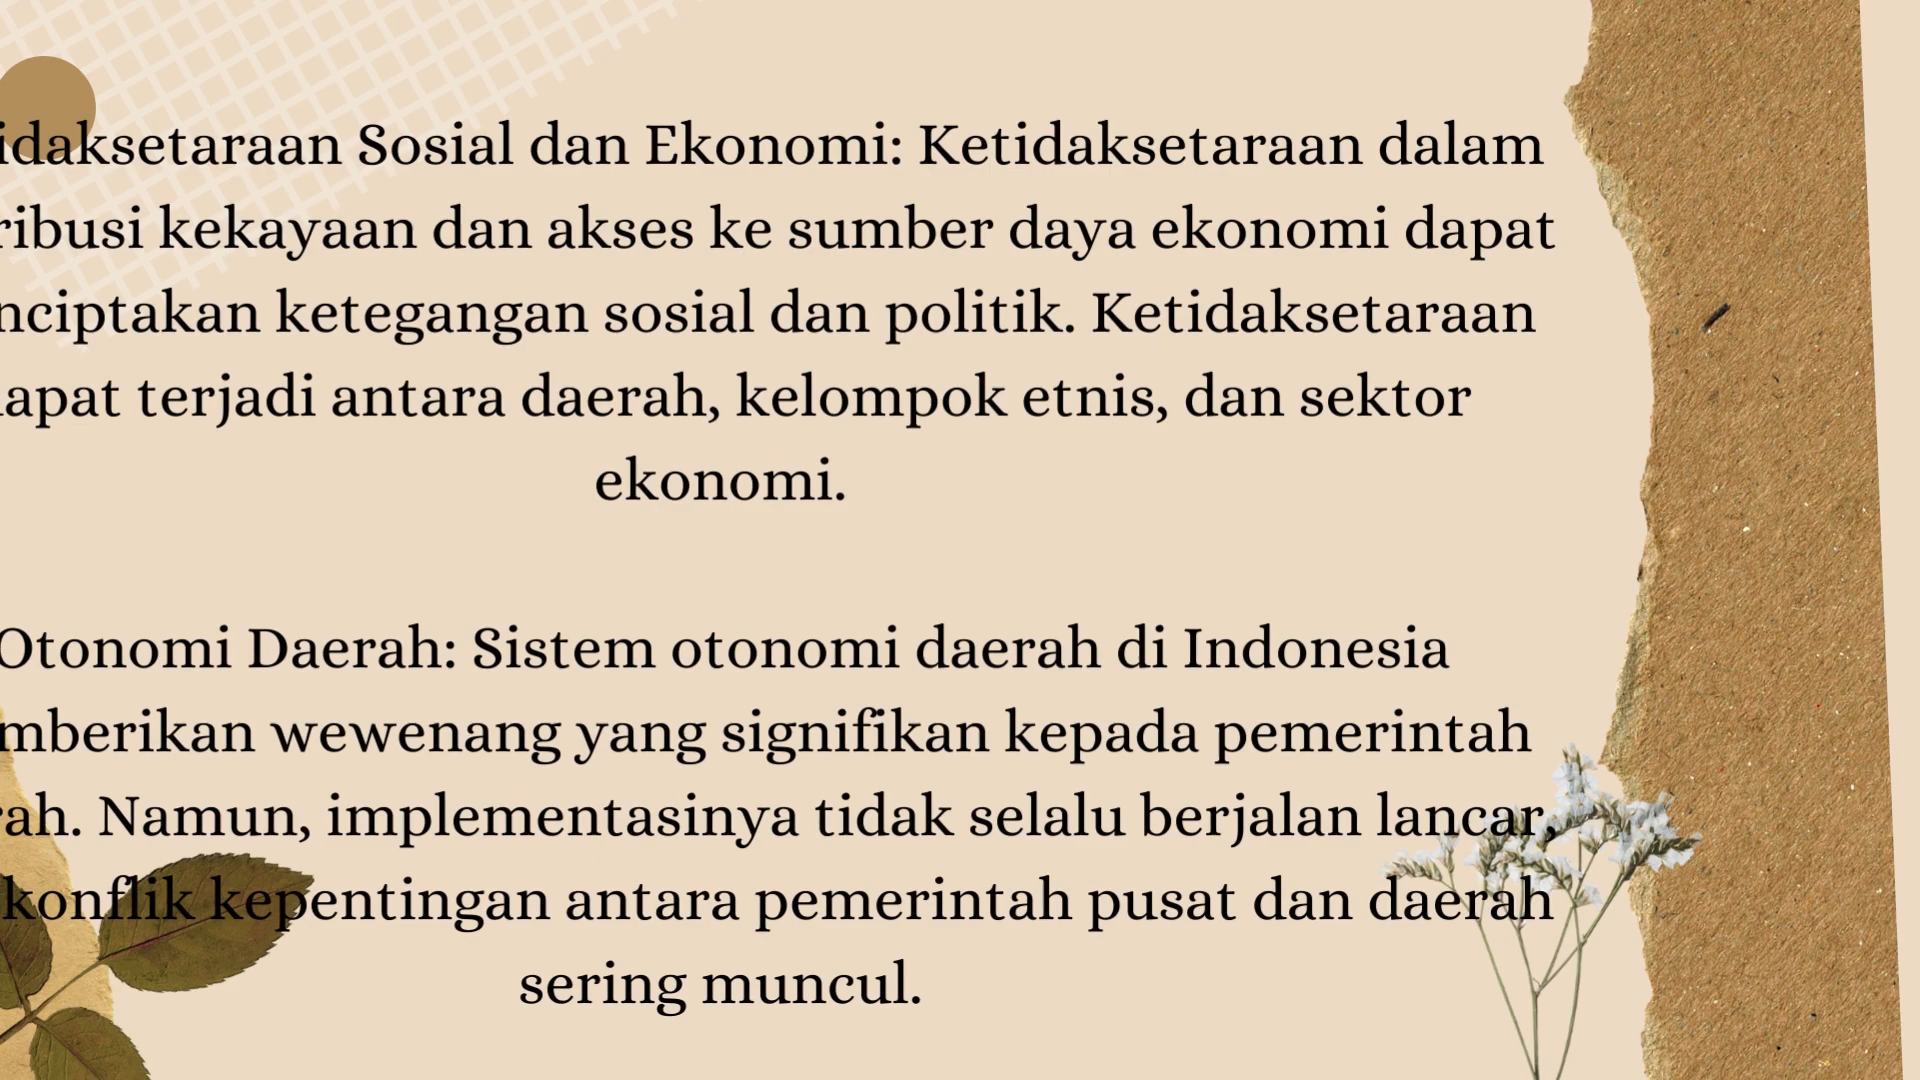 idaksetaraan Sosial dan Ekonomi: Ketidaksetaraan dalam
ribusi kekayaan dan akses ke sumber daya ekonomi dapat
nciptakan ketegangan sosial dan politik. Ketidaksetaraan
apat terjadi antara daerah, kelompok etnis, dan sektor
ekonomi.
Otonomi Daerah: Sistem otonomi daerah di Indonesia
mberikan wewenang yang signifikan kepada pemerintah
rah. Namun, implementasinya tidak selalu berjalan lancar,
konflik kepentingan antara pemerintah pusat dan daerah
sering muncul.